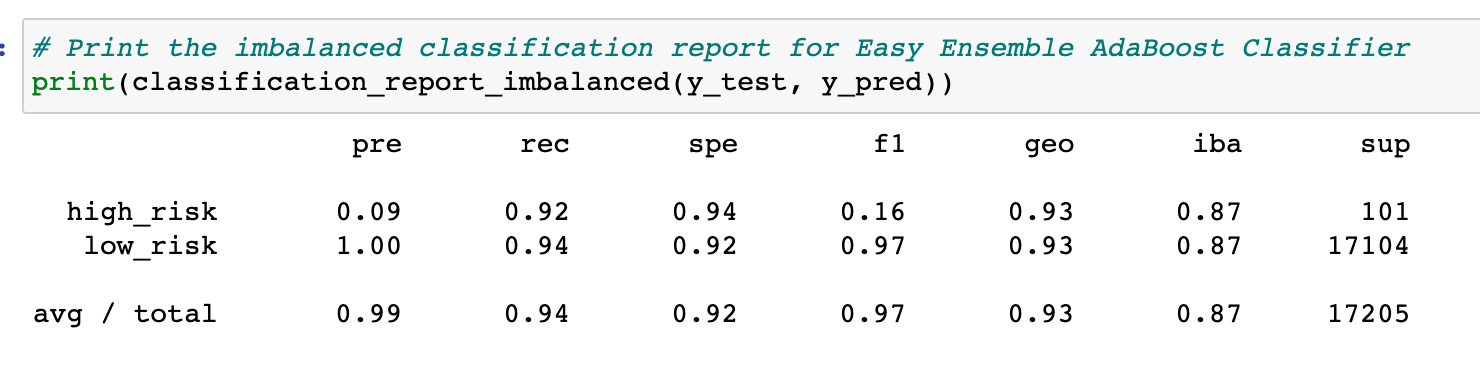 # Print the imbalanced classification report for Easy Ensemble AdaBoost Classifier
print(classification_report_imbalanced(y_test, y_pred))
pre rec spe f1 geo iba sup
high_risk 0.09 0.92 0.94 0.16 0.93 0.87 101
low_risk 1.00 0.94 0.92 0.97 0.93 0.87 17104
avg / total 0.99 0.94 0.92 0.97 0.93 0.87 17205